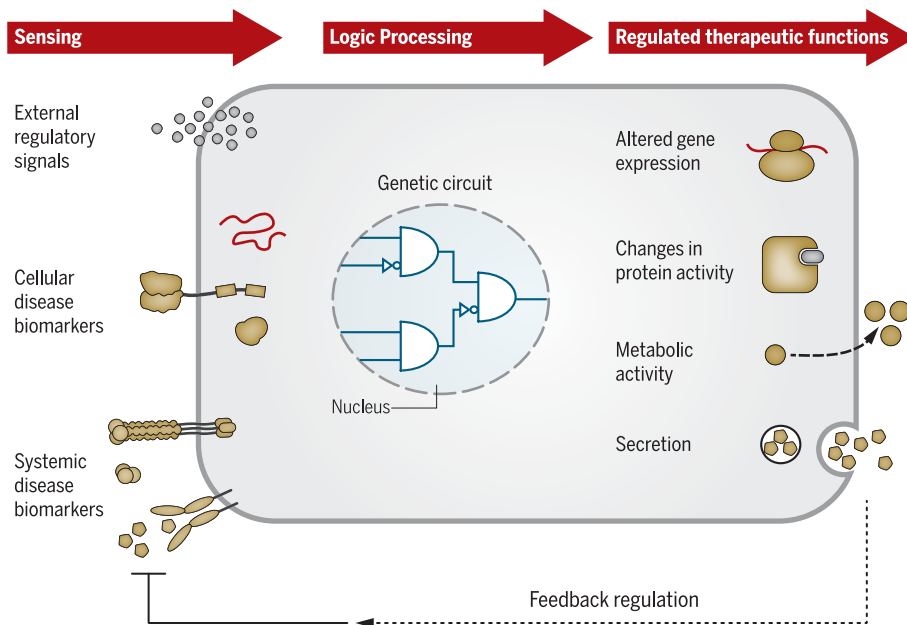 Sensing
Logic Processing
Regulated therapeutic functions
External
regulatory
signals
Cellular
disease
biomarkers
Systemic
disease
biomarkers
Genetic circuit
Nucleus
Altered gene
expression
Changes in
protein activity
Metabolic
activity
Secretion
Feedback regulation